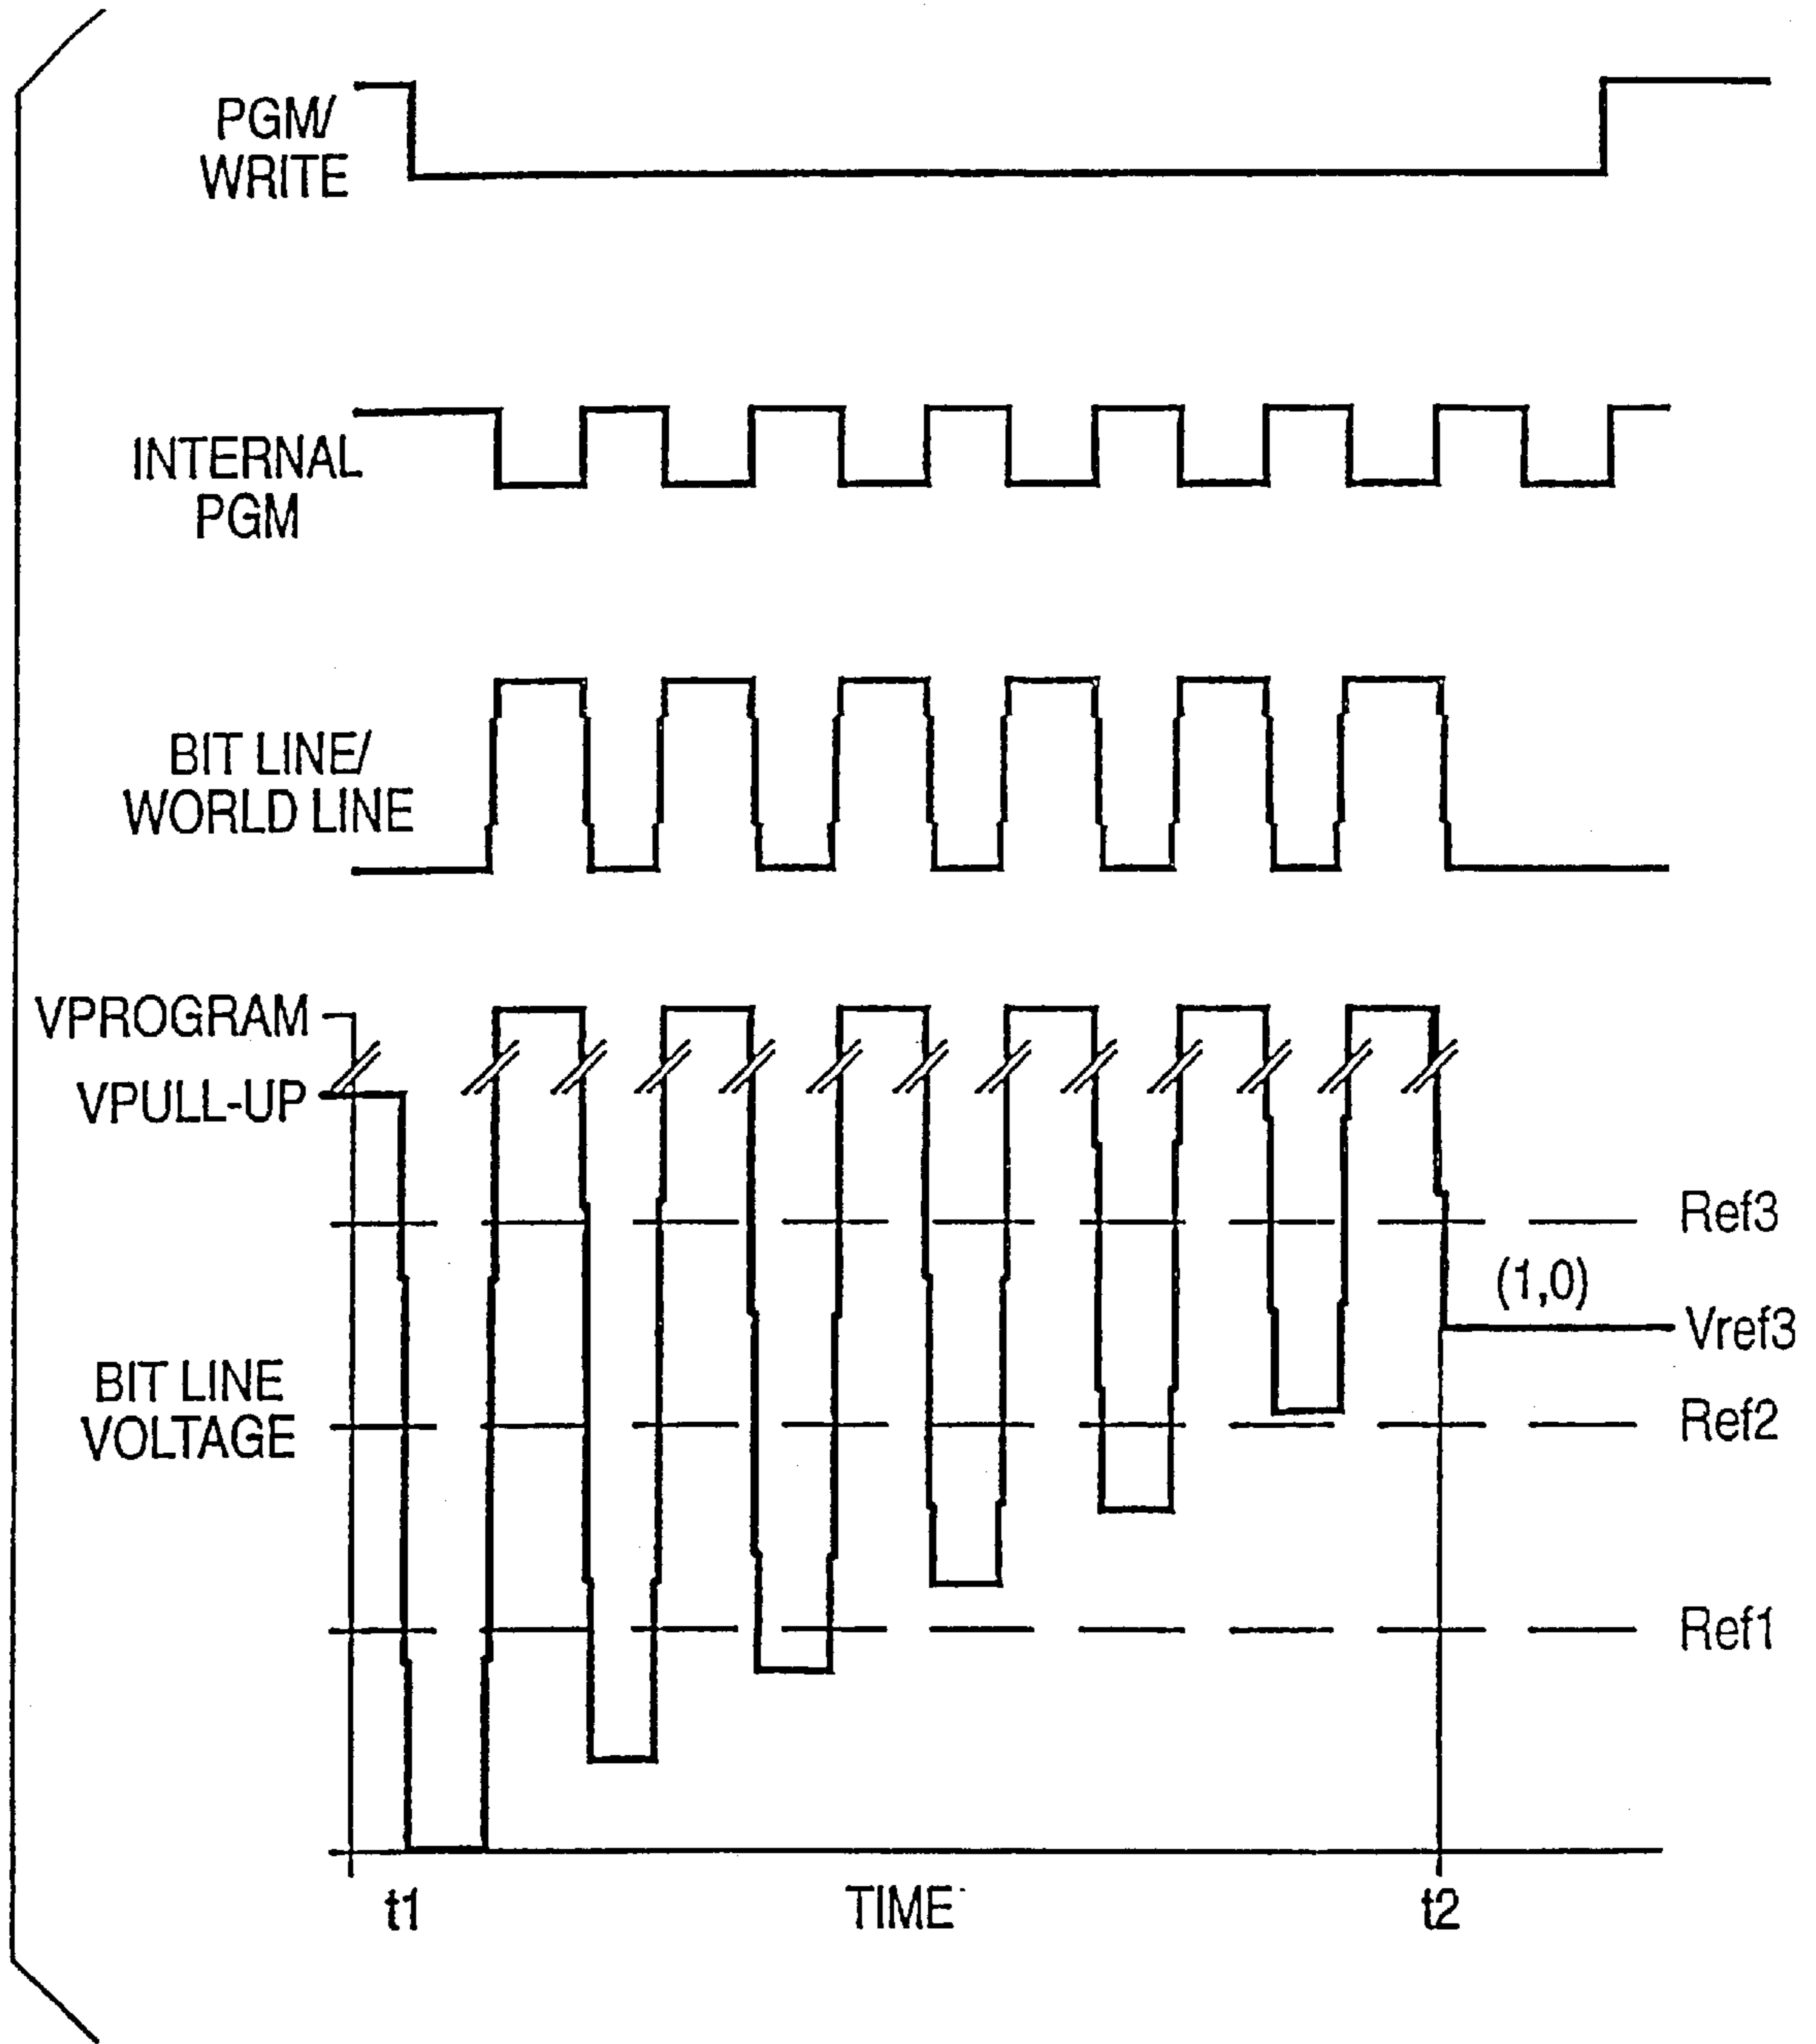 PGM/
WRITE
INTERNAL
PGM
BIT LINE/
WORLD LINE
VPROGRAM
VPULL-UP
Ref3
(1,0)
Vref3
BIT LINE
VOLTAGE
Ref2
Ref1
t1
TIME
t2